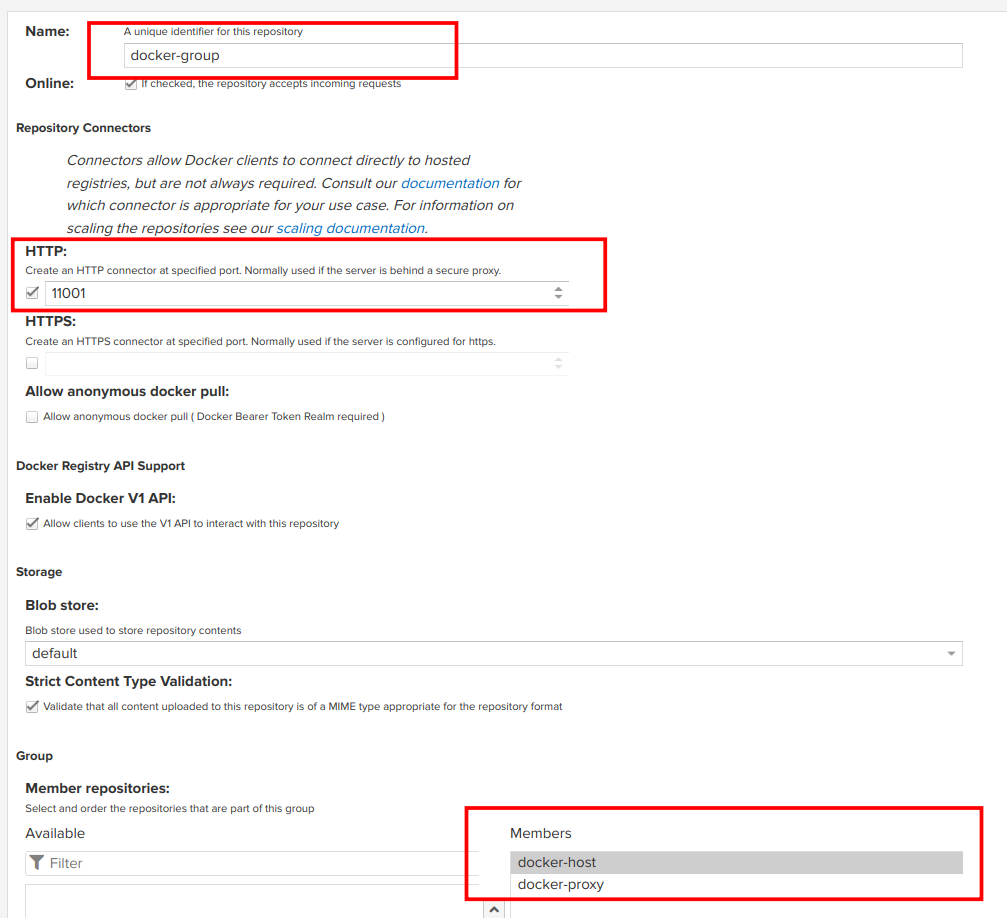 Name:
A unique identifier for this repository
docker-group
Online:
If checked, the repository accepts incoming requests
Repository Connectors
Connectors allow Docker clients to connect directly to hosted
registries, but are not always required. Consult our documentation for
which connector is appropriate for your use case. For information on
scaling the repositories see our scaling documentation.
HTTP:
Create an HTTP connector at specified port. Normally used if the server is behind a secure proxy.
11001
HTTPS:
Create an HTTPS connector at specified port. Normally used if the server is configured for https.
Allow anonymous docker pull:
Allow anonymous docker pull ( Docker Bearer Token Realm required )
Docker Registry API Support
Enable Docker V1 API:
Allow clients to use the V1 API to interact with this repository
Storage
Blob store:
Blob store used to store repository contents
default
Strict Content Type Validation:
Validate that all content uploaded to this repository is of a MIME type appropriate for the repository format
Group
Member repositories:
Select and order the repositories that are part of this group
Available
Filter
Members
docker-host
docker-proxy